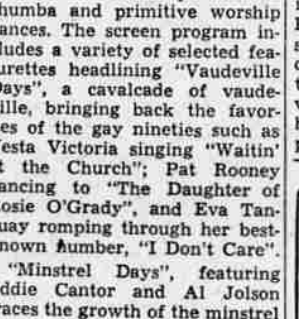 humba and primitive worship
ances. The screen program in-
ludes a variety of selected fea-
urettes headlining "Vaudeville
Days", a cavalcade of vaude-
ille, bringing back the favor-
es of the gay nineties such as
esta Victoria singing "Waitin'
t the Church"; Pat Rooney
ancing to "The Daughter of
osie O'Grady", and Eva Tan-
uay romping through her best-
nown humber, "I Don't Care".
"Minstrel Days", featuring
ddie Cantor and Al Jolson
races the growth of the minstrel